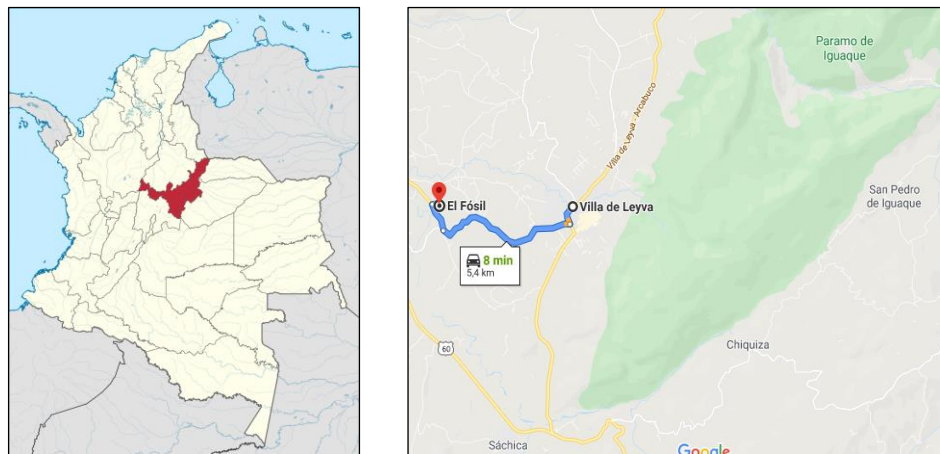 Paramo de
Iguaque
Villa de Leyva - Arcabuco
San Pedro
de Iguaque
El Fósil
Villa de Leyva
8 min
5,4 km
60
Chiquiza
Sáchica
Google